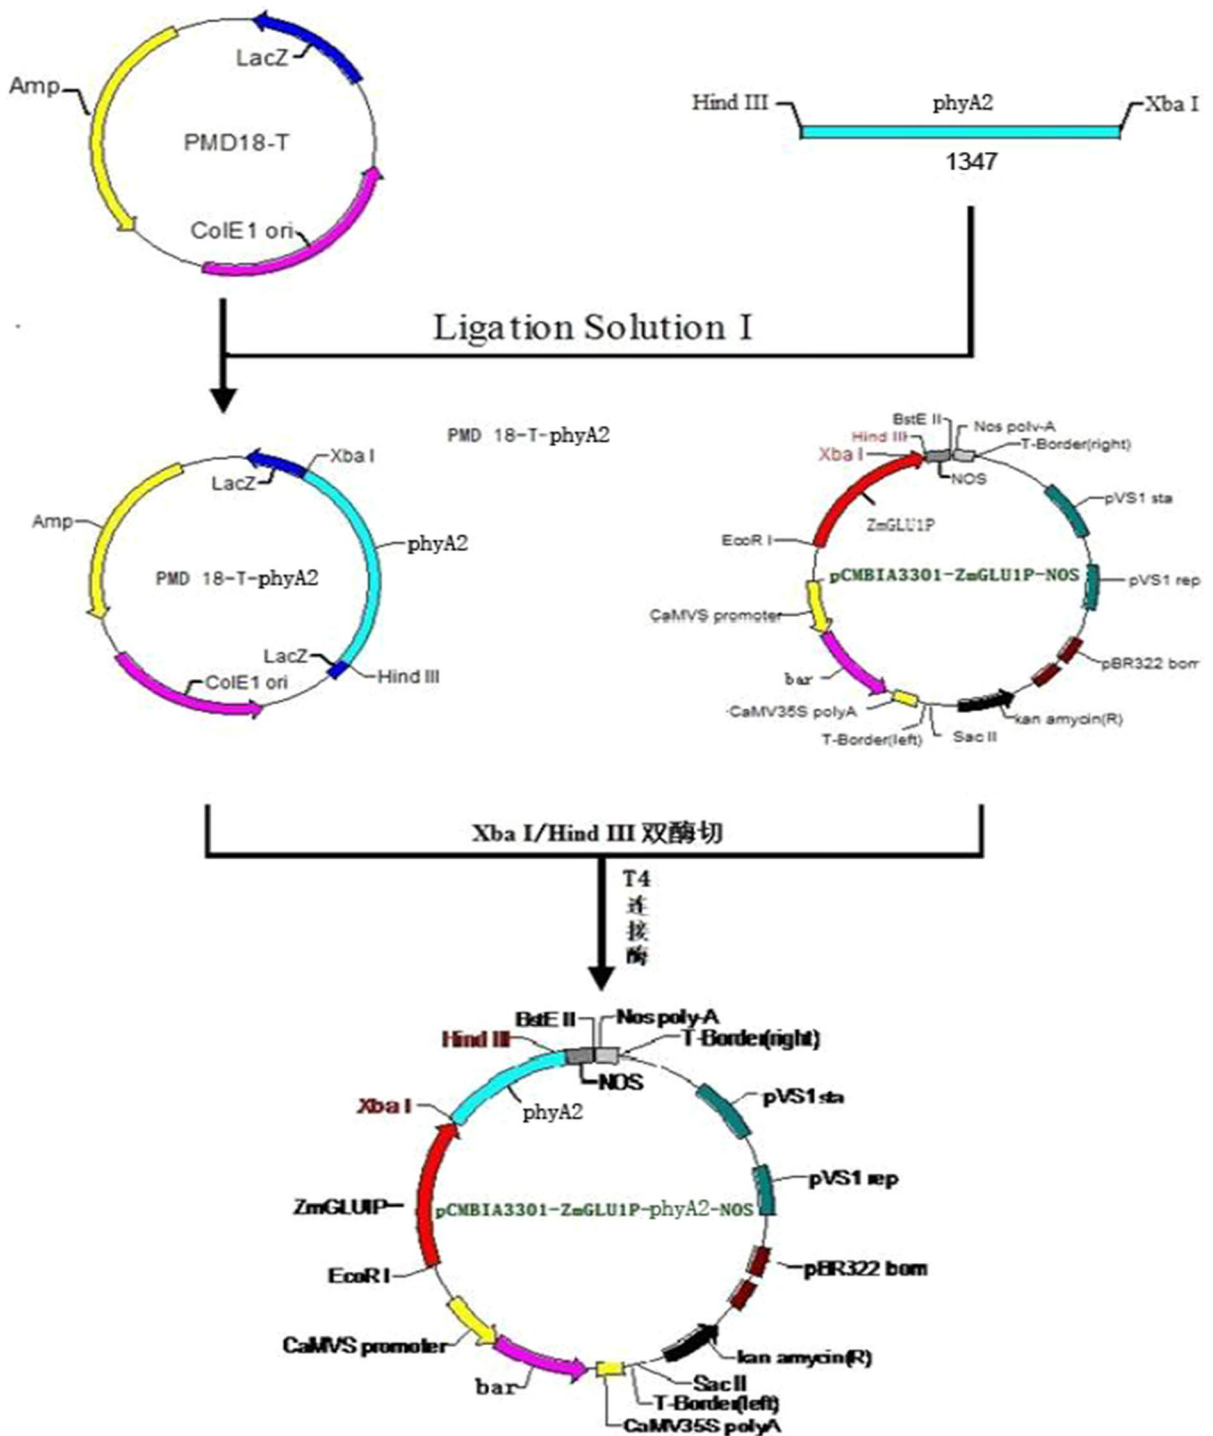 LacZ
Amp
PMD18-T
ColE1 ori
Hind III
phyA2
Xba I
1347
Ligation Solution I
PMD 18-T-phyA2
Xba I
LacZ
Amp
phyA2
PMD 18-T-phyA2
LacZ
ColE1 ori
Hind III
BstE II
Nos polv-A
Hind III
T-Border(right)
Xba I
NOS
pVS1 sta
ZmGLU1P
EcoR I
pCMBIA3301-ZmGLU1P-NOS
pVS1 rep
CaMVS promoter
pBR322 bom
bar
CaMV35S polyA
kan amycin(R)
T-Border(left)
Sac II
Xba I/Hind III 双酶切
T4
连
接
酶
BstE II
Nos poly-A
Hind III
T-Border(right)
NOS
Xba I
phyA2
pVS1 sta
pVS1 rep
ZmGLU1P
pCMBIA3301-ZmGLU1P-phyA2-NOS
EcoR I
pBR322 bom
CaMVS promoter
kan amycin(R)
bar
Sac II
T-Border(left)
CaMV35S polyA